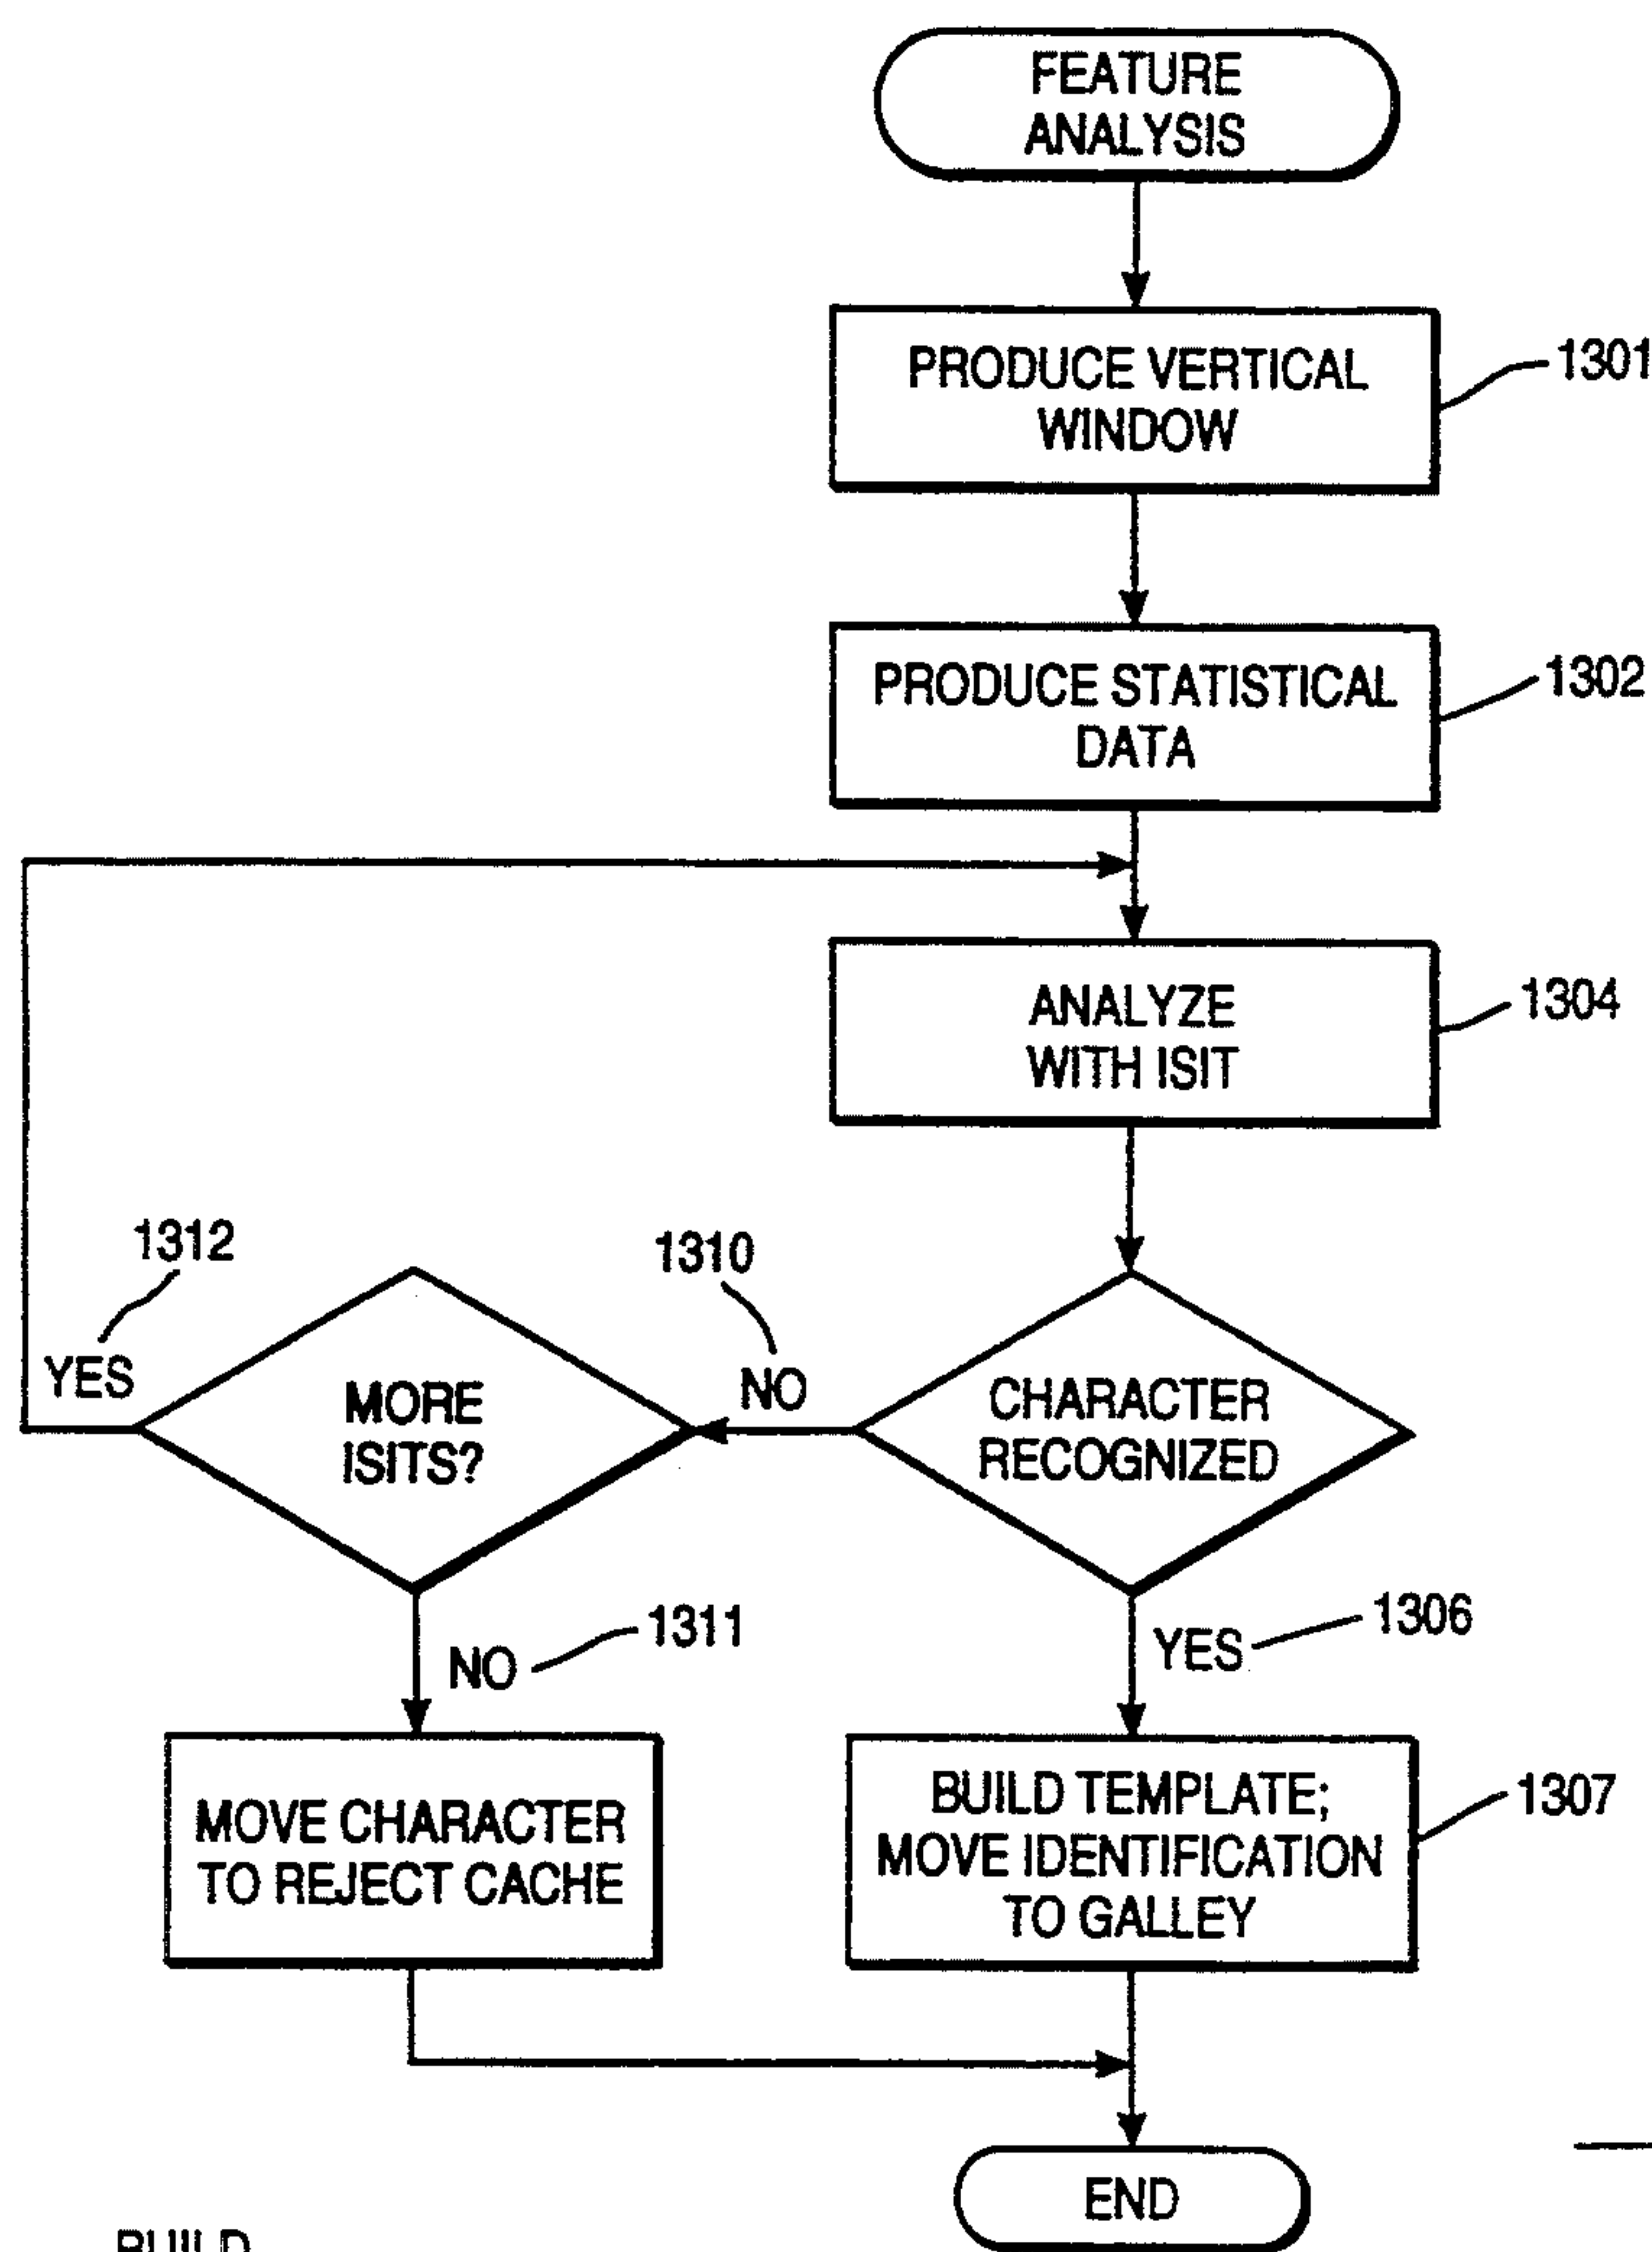 FEATURE
ANALYSIS
PRODUCE VERTICAL
WINDOW
1301
PRODUCE STATISTICAL
DATA
1302
ANALYZE
WITH ISIT
1304
1312
1310
YES
MORE
ISITS?
NO
CHARACTER
RECOGNIZED
NO
1311
YES
1306
MOVE CHARACTER
TO REJECT CACHE
BUILD TEMPLATE;
MOVE IDENTIFICATION
TO GALLEY
1307
END
BUILD